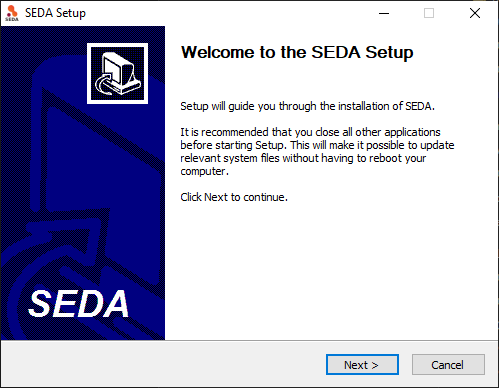 SEDA Setup
SEDA
Welcome to the SEDA Setup
Setup will guide you through the installation of SEDA.
It is recommended that you close all other applications
before starting Setup. This will make it possible to update
relevant system files without having to reboot your
computer.
Click Next to continue.
SEDA
Next >
Cancel